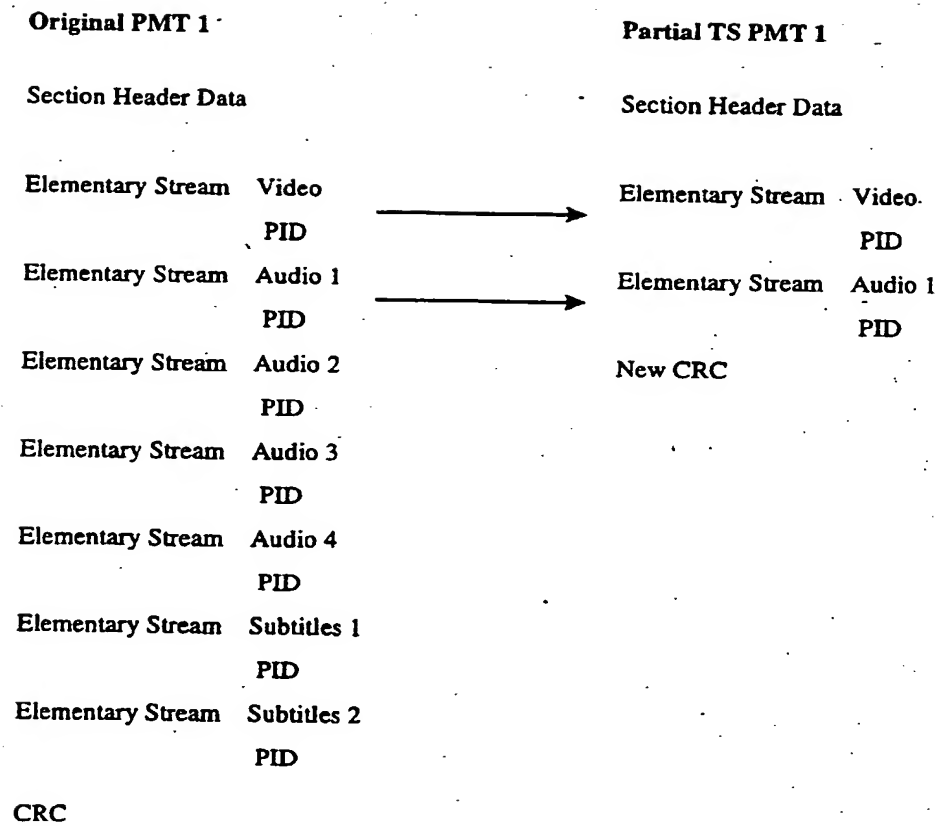 Original PMT 1
Section Header Data
Elementary Stream Video
PID
Elementary Stream Audio 1
PID
Elementary Stream Audio 2
PID
Elementary Stream Audio 3
PID
Elementary Stream Audio 4
PID
Elementary Stream Subtitles 1
PID
Elementary Stream Subtitles 2
PID
CRC
Partial TS PMT 1
Section Header Data
Elementary Stream Video
PID
Elementary Stream Audio 1
PID
New CRC